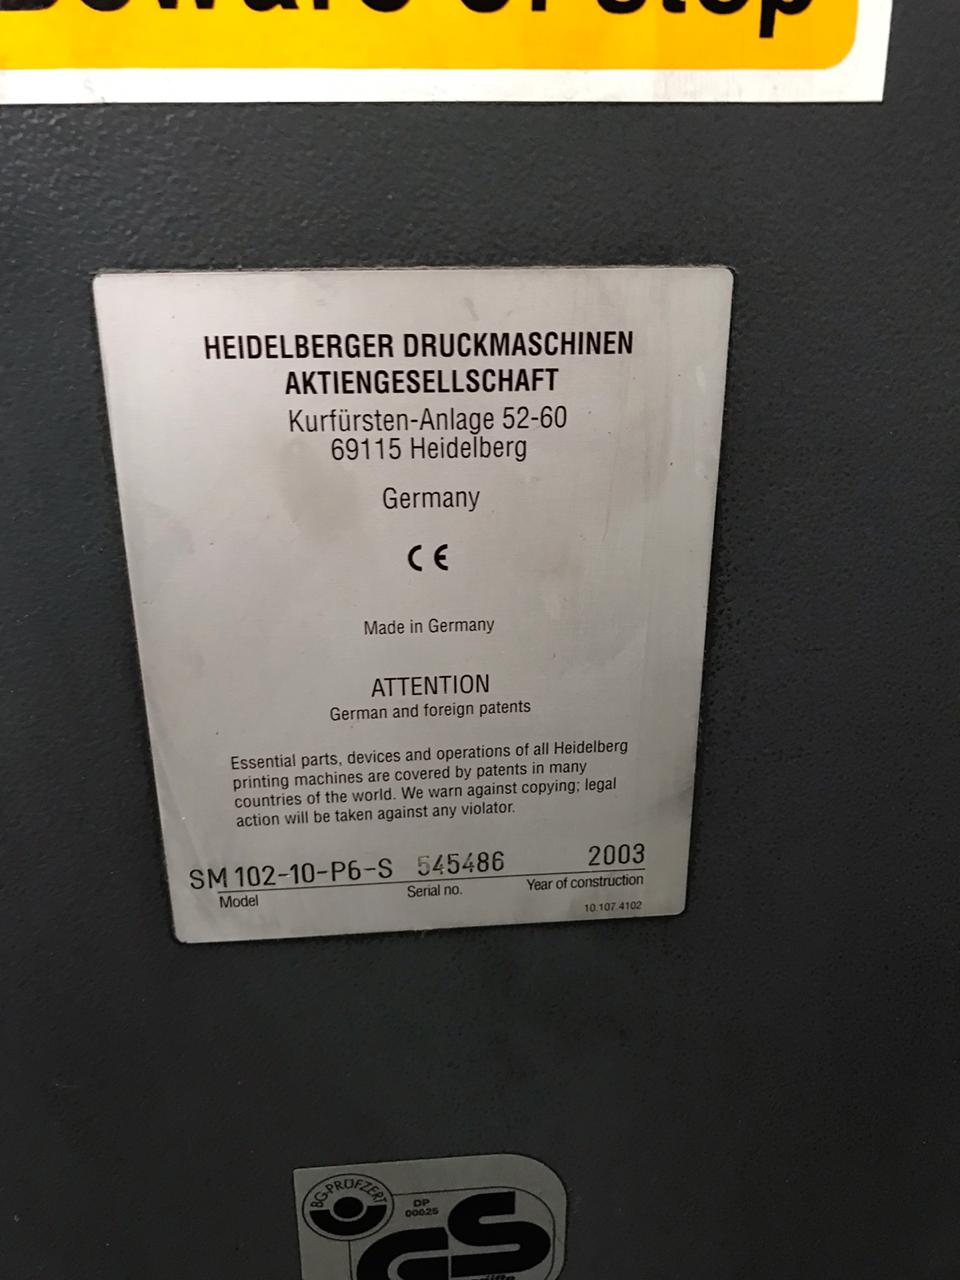 Beware of step
HEIDELBERGER DRUCKMASCHINEN
AKTIENGESELLSCHAFT
Kurfürsten-Anlage 52-60
69115 Heidelberg
Germany
CE
Made in Germany
ATTENTION
German and foreign patents
Essential parts, devices and operations of all Heidelberg
printing machines are covered by patents in many
countries of the world. We warn against copying; legal
action will be taken against any violator.
SM 102-10-P6-S 545486 2003
Model Serial no. Year of construction
10.107.4102
BG-PRÜFZERT
DP
00025
GS